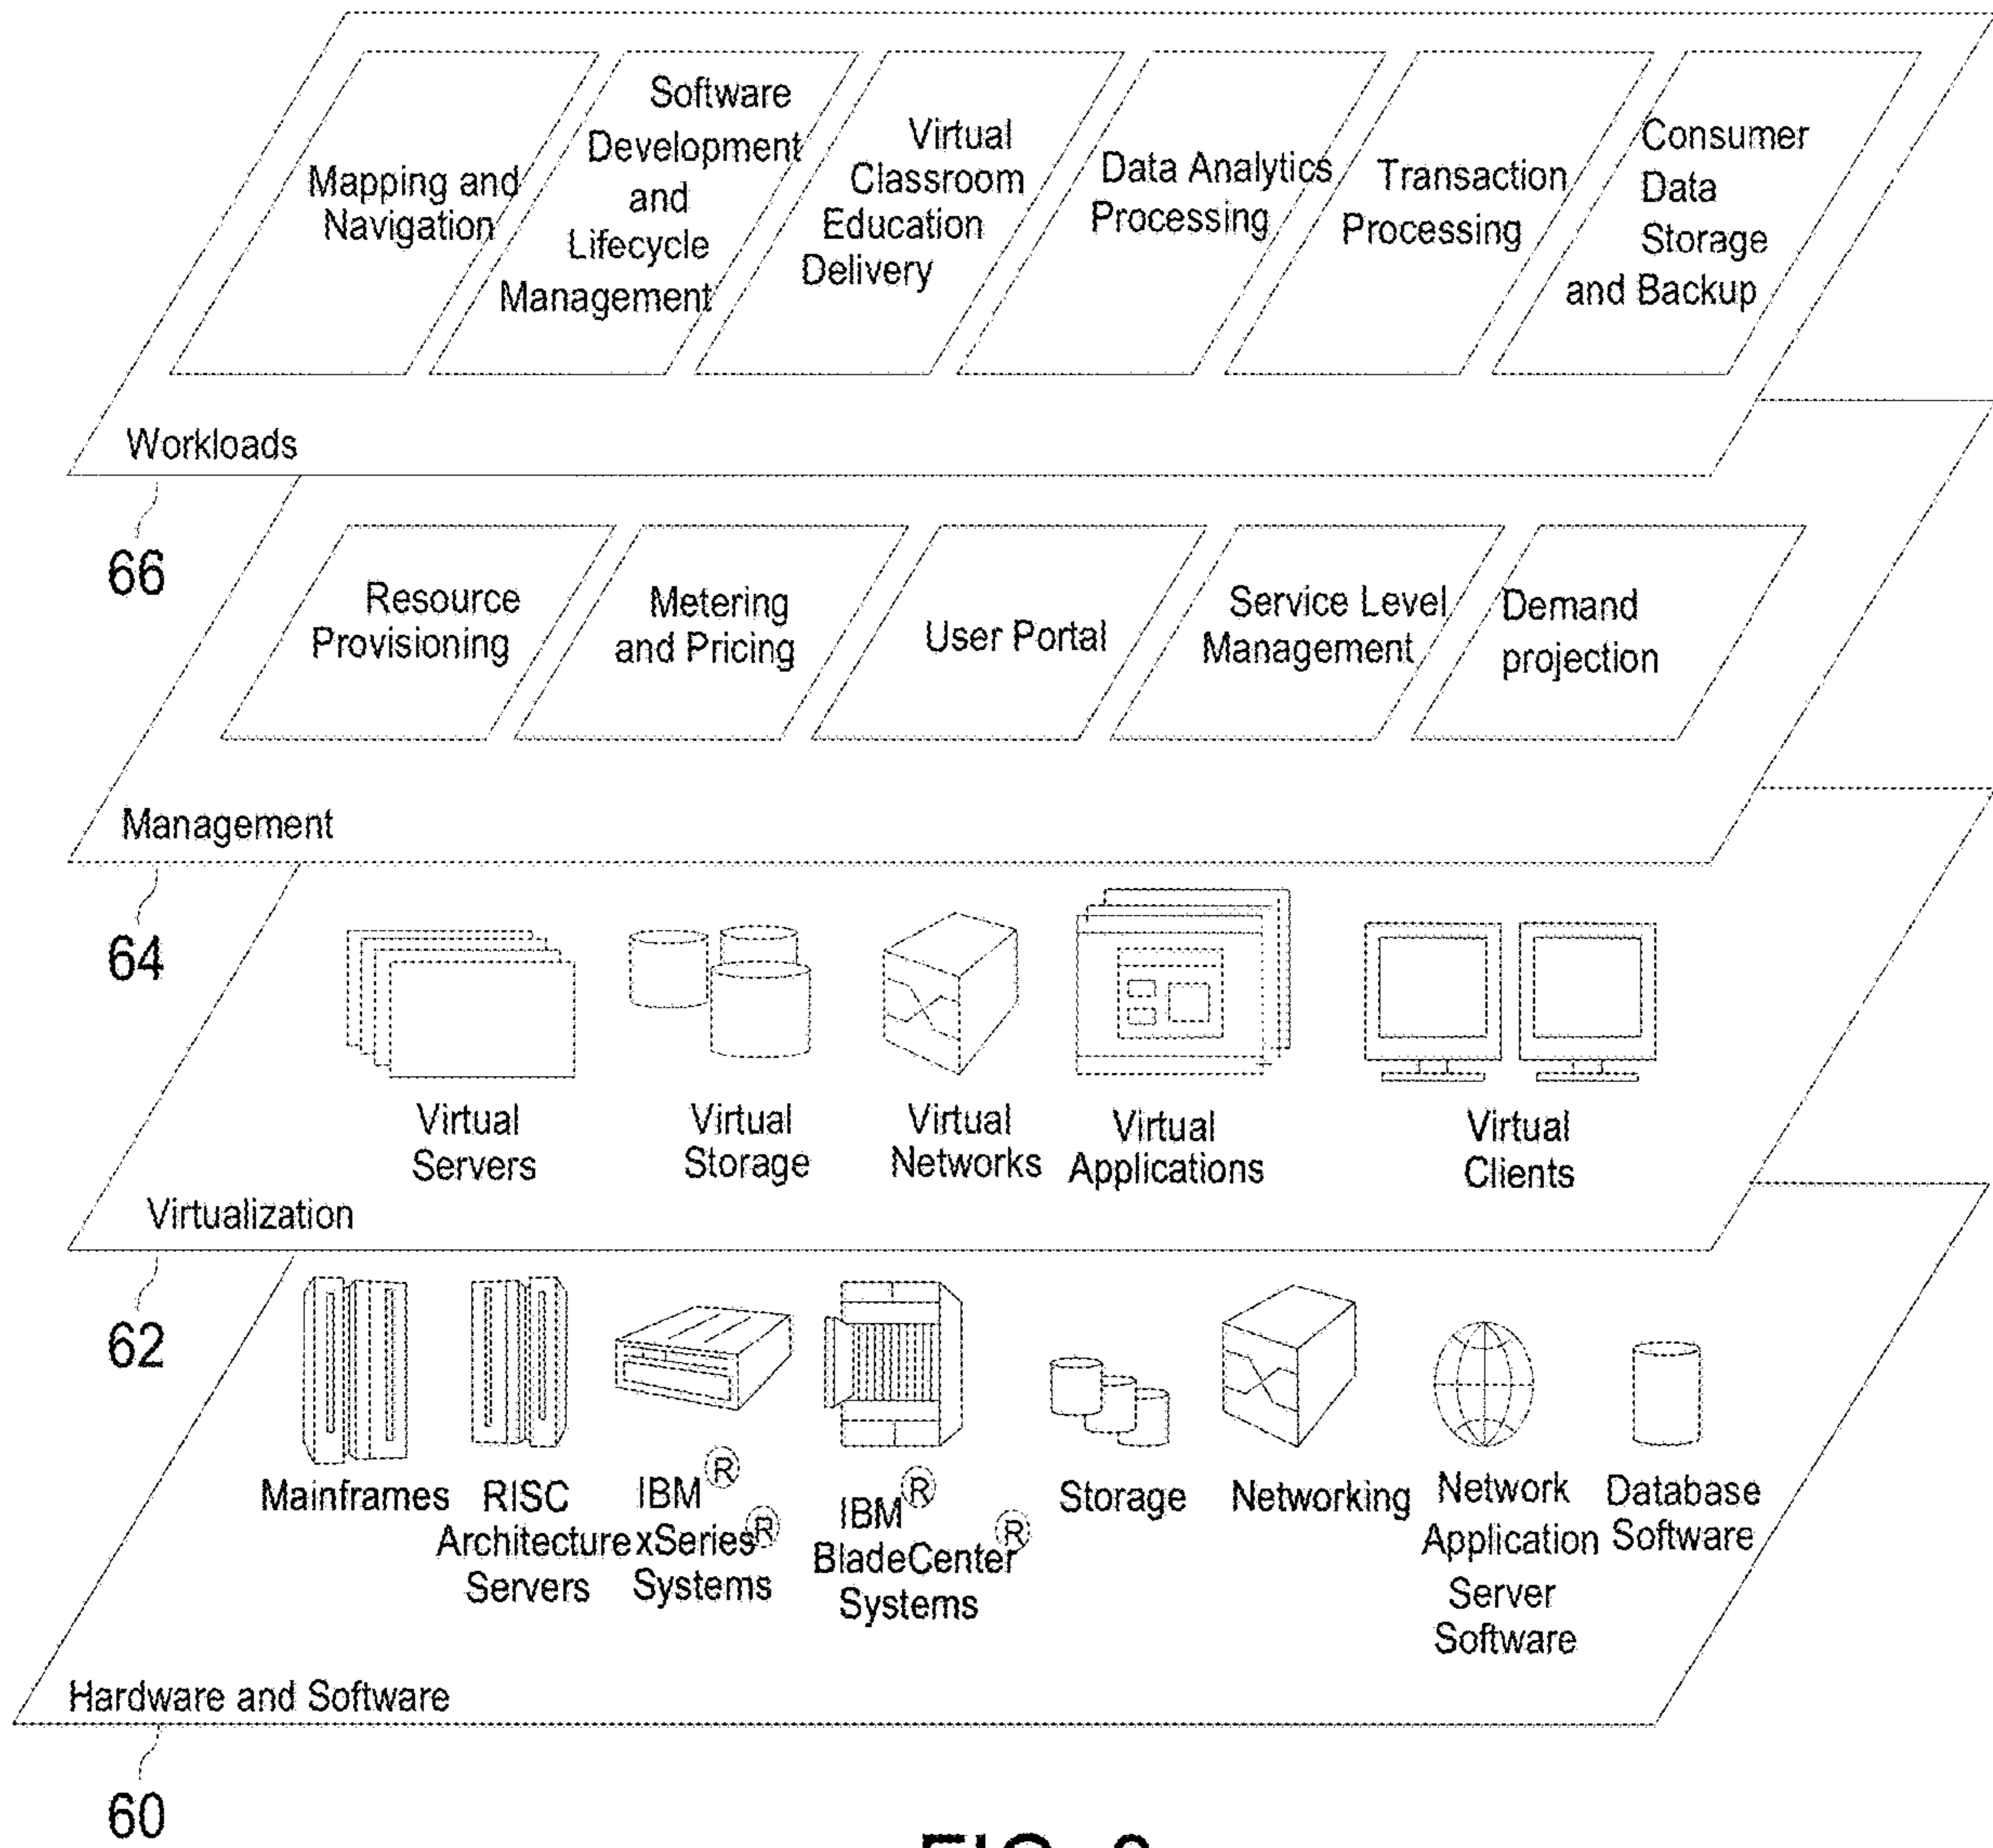 Mapping and
Navigation
Software
Development
and
Lifecycle
Management
Virtual
Classroom
Education
Delivery
Data Analytics
Processing
Transaction
Processing
Consumer
Data
Storage
and Backup
Workloads
66
Resource
Provisioning
Metering
and Pricing
User Portal
Service Level
Management
Demand
projection
Management
64
Virtual
Servers
Virtual
Storage
Virtual
Networks
Virtual
Applications
Virtual
Clients
Virtualization
62
Mainframes
RISC
Architecture
Servers
IBM®
xSeries®
Systems
IBM®
BladeCenter®
Systems
Storage
Networking
Network
Application
Server
Software
Database
Software
Hardware and Software
60